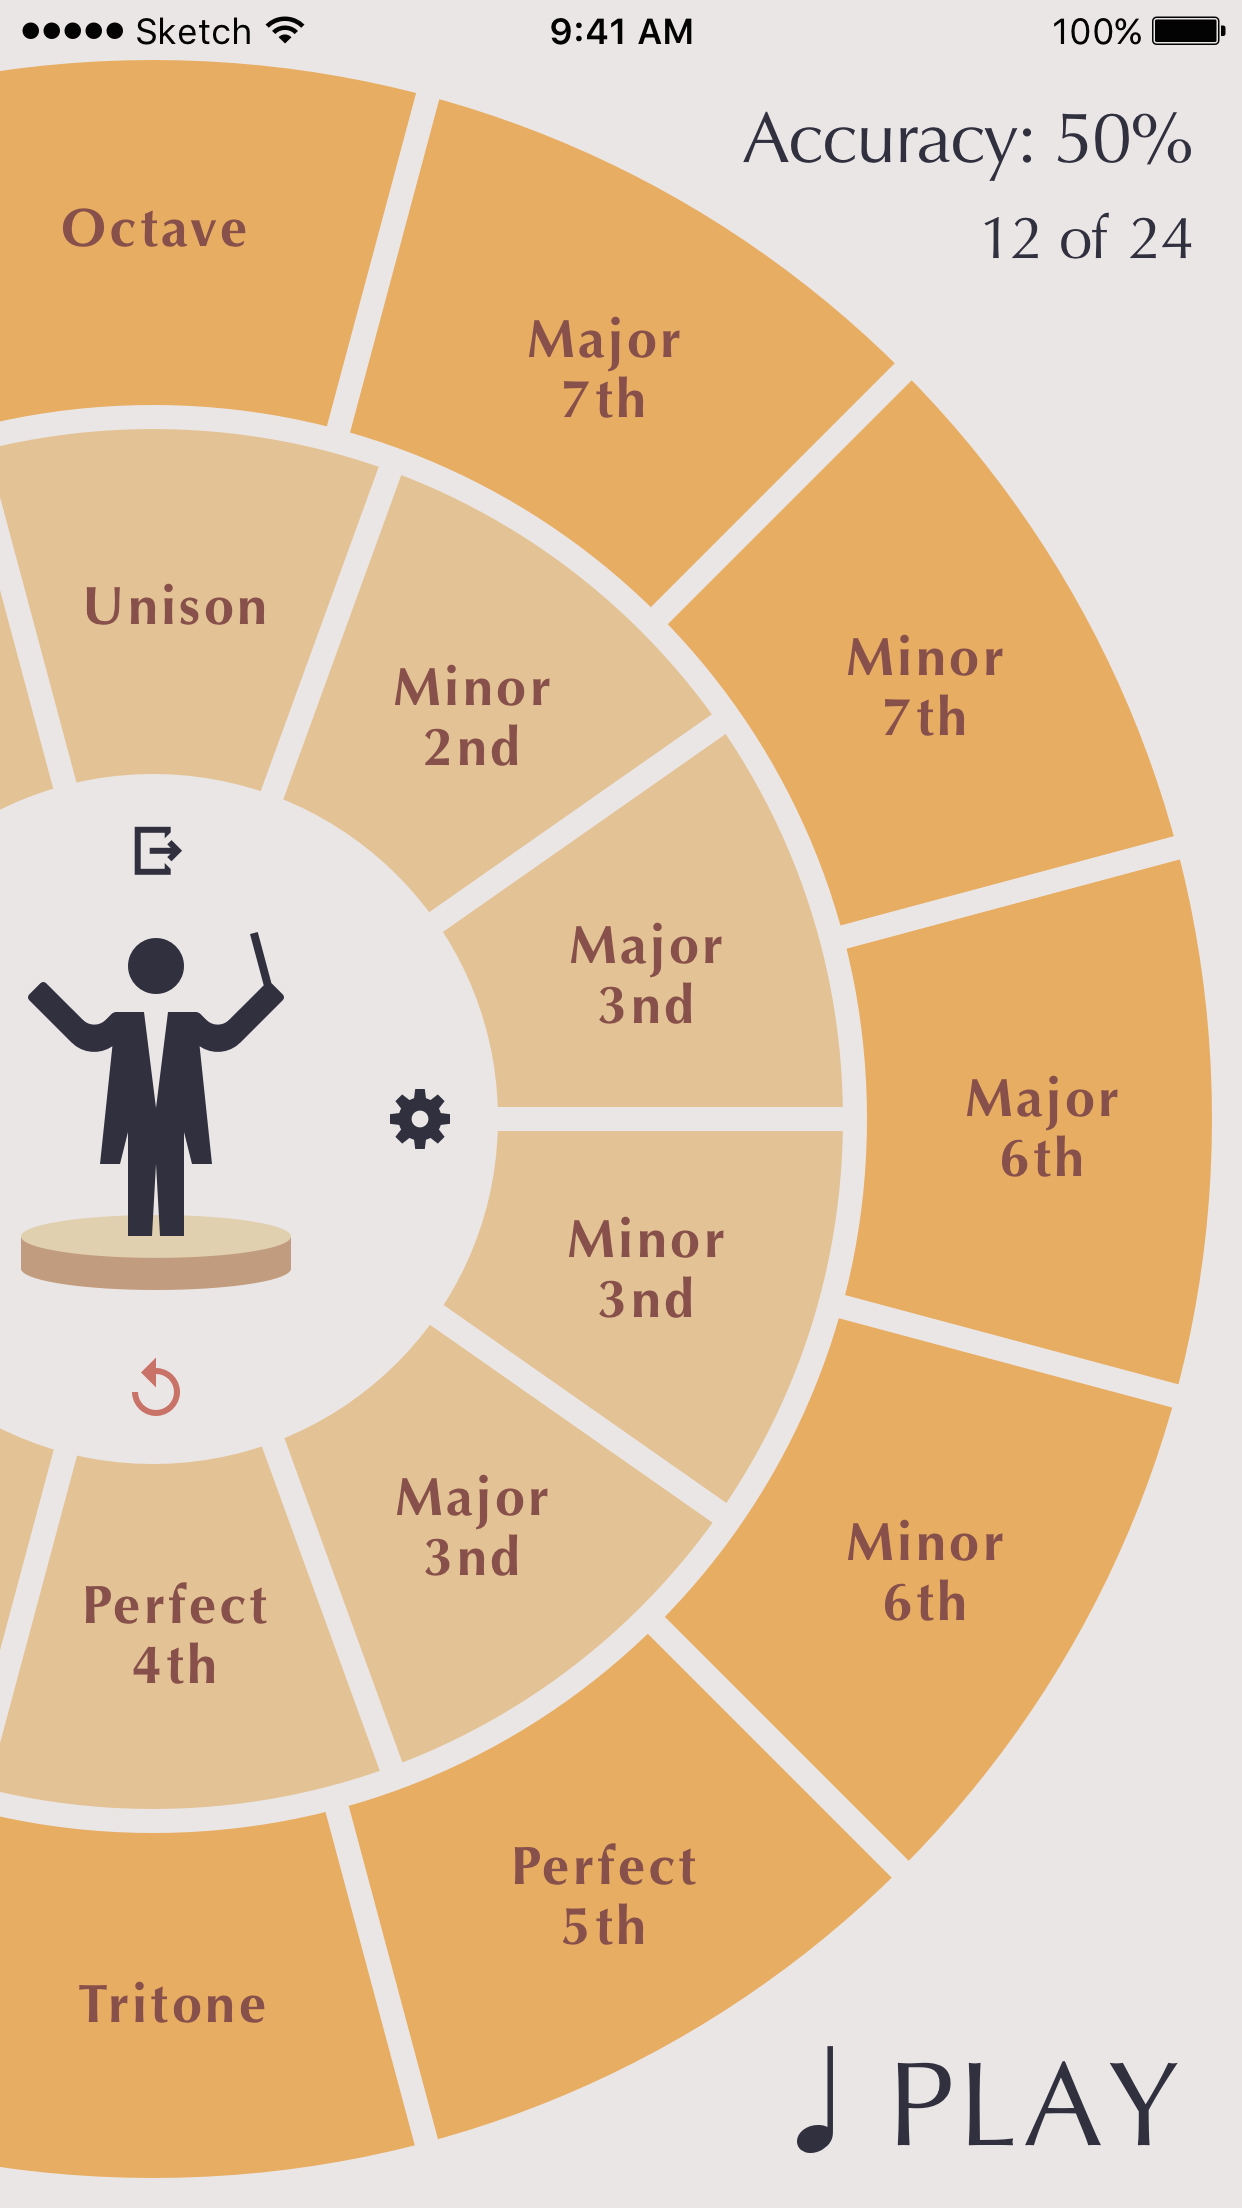 Sketch
9:41 AM
100%
Accuracy: 50%
12 of 24
Octave
Major
7th
Minor
7th
Major
6th
Minor
6th
Perfect
5th
Tritone
Unison
Minor
2nd
Major
3nd
Minor
3nd
Major
3nd
Perfect
4th
PLAY